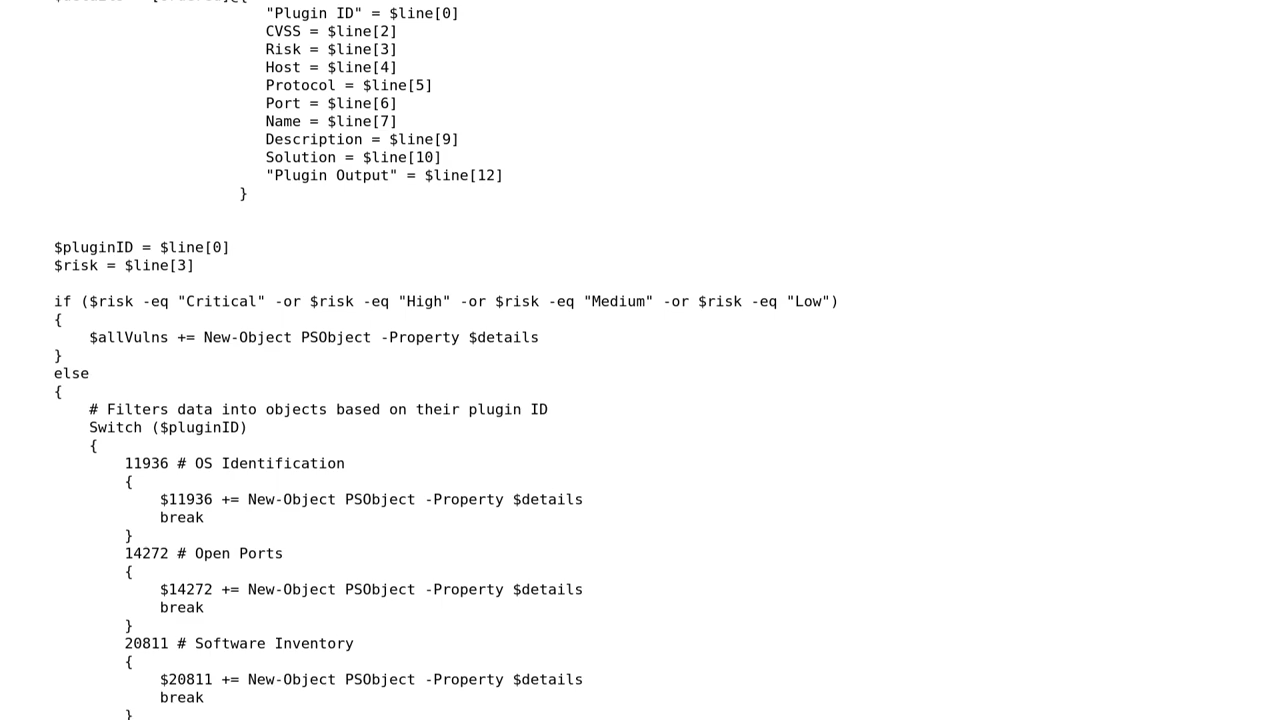 "Plugin ID" = $line[0]
CVSS = $line[2]
Risk = $line[3]
Host = $line[4]
Protocol = $line[5]
Port = $line[6]
Name = $line[7]
Description = $line[9]
Solution = $line[10]
"Plugin Output" = $line[12]
}
$pluginID = $line[0]
$risk = $line[3]
if ($risk -eq "Critical" -or $risk -eq "High" -or $risk -eq "Medium" -or $risk -eq "Low")
{
$allVulns += New-Object PSObject -Property $details
}
else
{
# Filters data into objects based on their plugin ID
Switch ($pluginID)
{
11936 # OS Identification
{
$11936 += New-Object PSObject -Property $details
break
}
14272 # Open Ports
{
$14272 += New-Object PSObject -Property $details
break
}
20811 # Software Inventory
{
$20811 += New-Object PSObject -Property $details
break
}